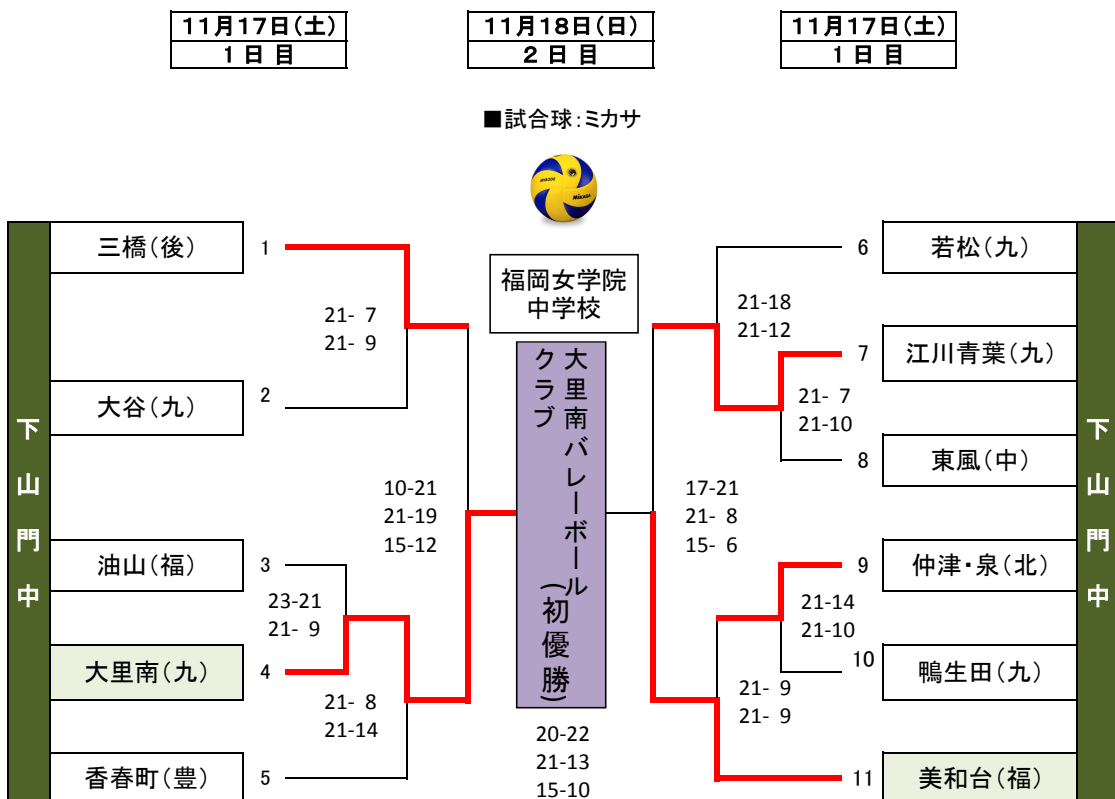 11月17日(土)
1日目
11月18日(日)
2日目
11月17日(土)
1日目
■試合球:ミカサ
MIKASA
下山門中
三橋(後)
1
21- 7
21- 9
大谷(九)
2
10-21
21-19
15-12
油山(福)
3
23-21
21- 9
大里南(九)
4
21- 8
21-14
香春町(豊)
5
福岡女学院
中学校
大里南バレーボール
クラブ
(初優勝)
20-22
21-13
15-10
6
若松(九)
21-18
21-12
7
江川青葉(九)
21- 7
21-10
8
東風(中)
17-21
21- 8
15- 6
9
仲津・泉(北)
21-14
21-10
10
鴨生田(九)
21- 9
21- 9
11
美和台(福)
下山門中